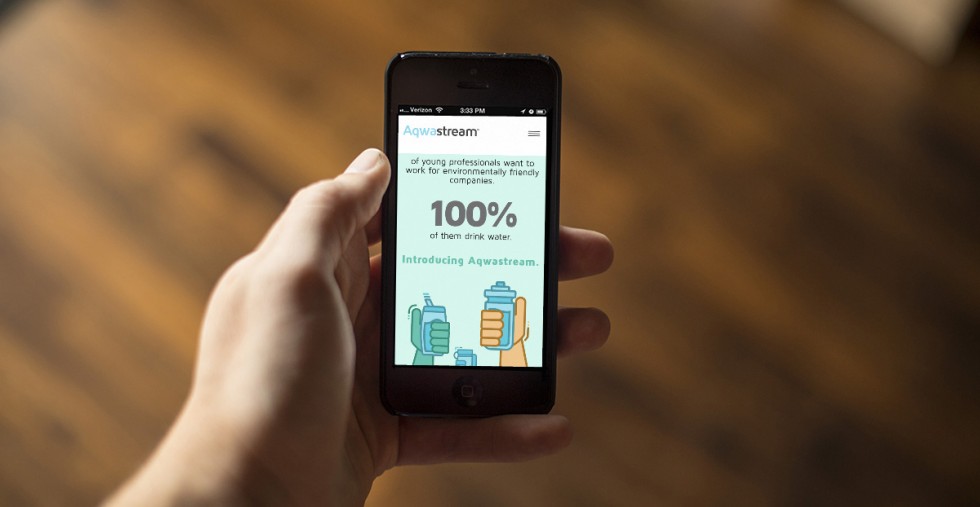 Verizon 3:33 PM
Aqwastream
of young professionals want to
work for environmentally friendly
companies.
100%
of them drink water.
Introducing Aqwastream.